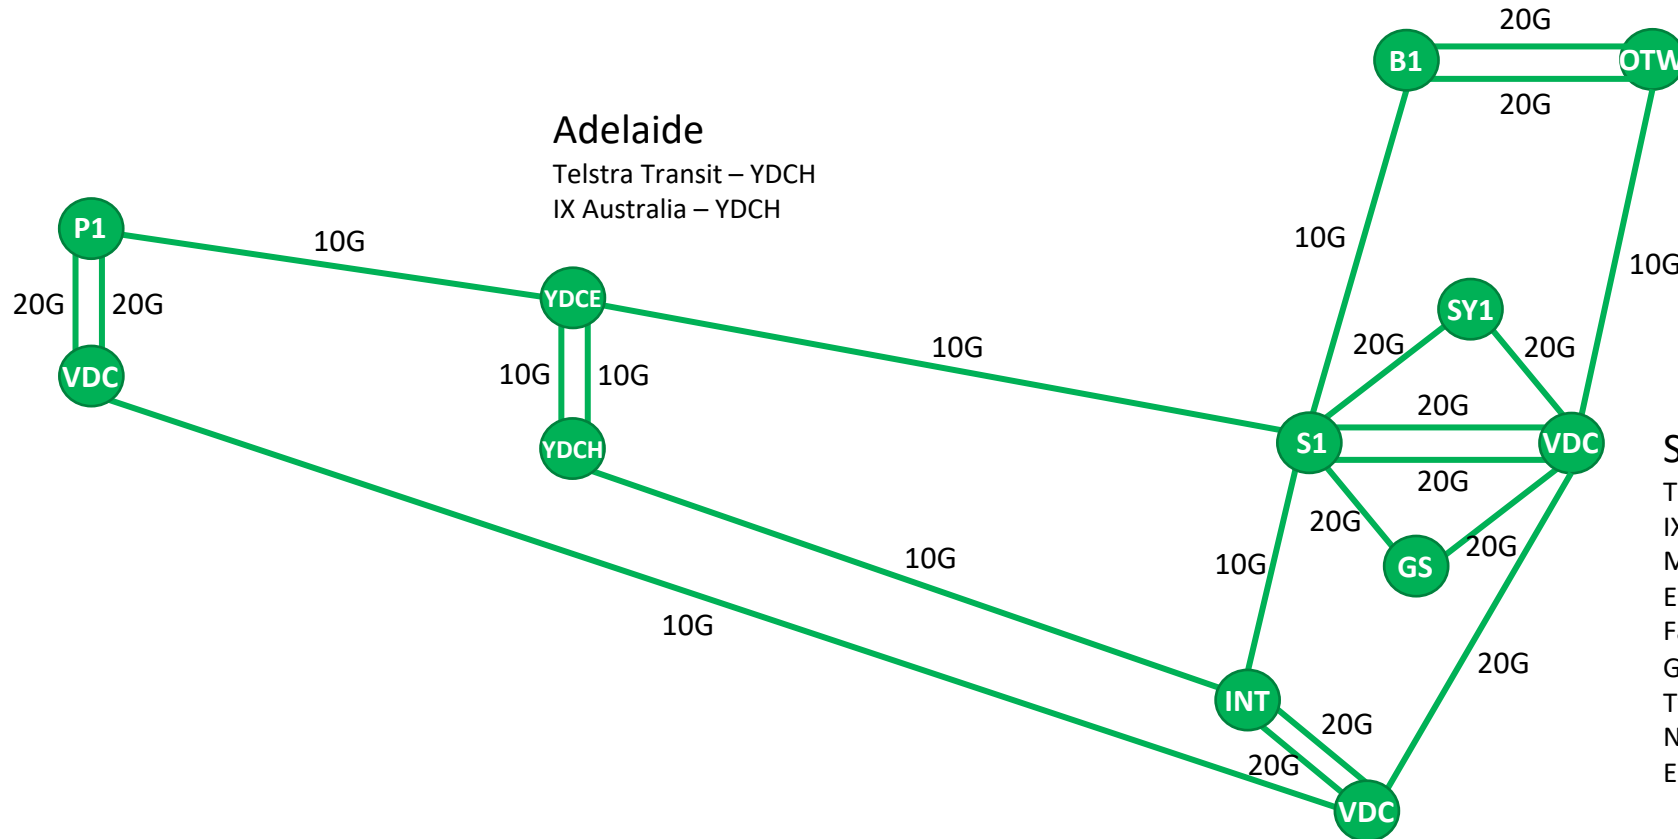 20G
B1
OTW
20G
Adelaide
Telstra Transit – YDCH
IX Australia – YDCH
P1
10G
10G
10G
YDCE
20G
20G
SY1
10G
20G
20G
VDC
10G
10G
20G
YDCH
S1
VDC
20G
20G
20G
10G
10G
GS
10G
20G
INT
20G
20G
VDC